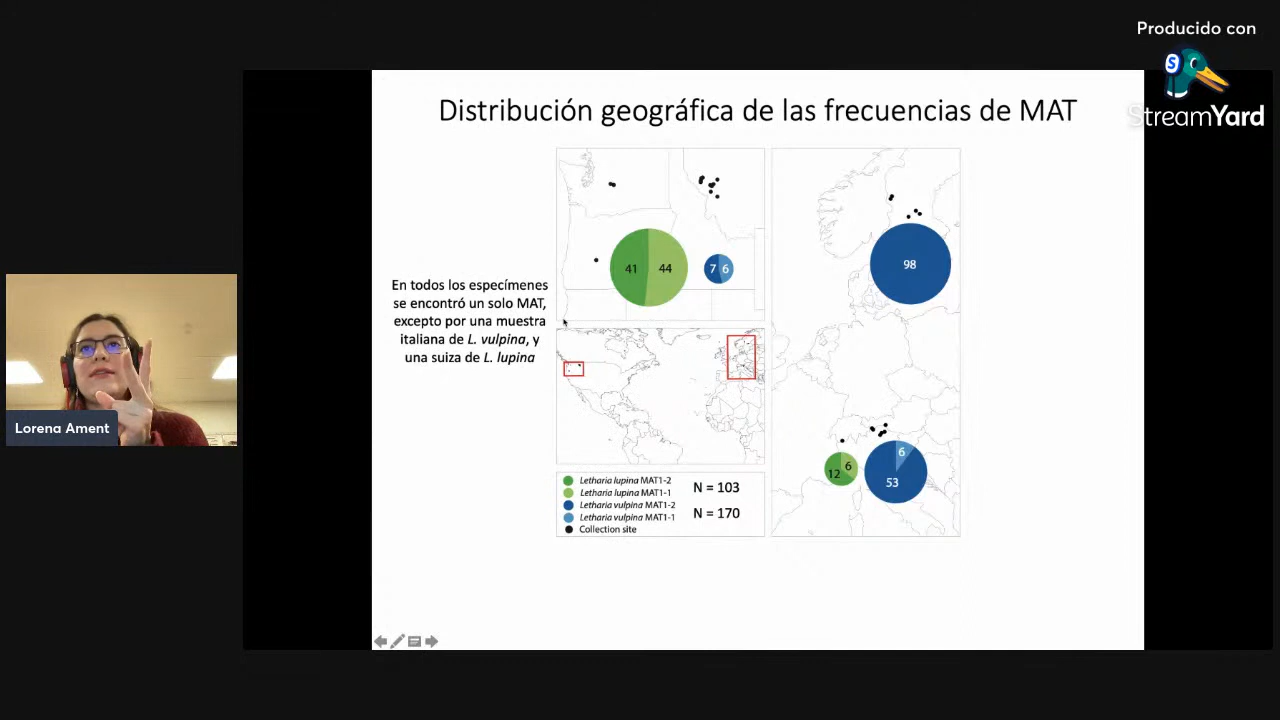 Producido con
StreamYard
Distribución geográfica de las frecuencias de MAT
En todos los especímenes
se encontró un solo MAT,
excepto por una muestra
italiana de L. vulpina, y
una suiza de L. lupina
41
44
7
6
98
12
6
6
53
Letharia lupina MAT1-2
Letharia lupina MAT1-1
N = 103
Letharia vulpina MAT1-2
Letharia vulpina MAT1-1
N = 170
Collection site
Lorena Ament